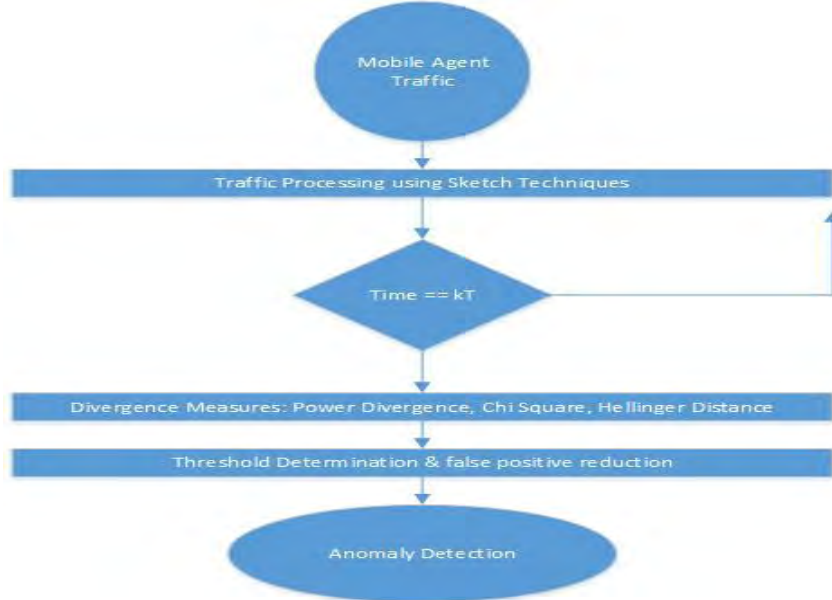 Mobile Agent
Traffic
Traffic Processing using Sketch Techniques
Time == kT
Divergence Measures: Power Divergence, Chi Square, Hellinger Distance
Threshold Determination & false positive reduction
Anomaly Detection